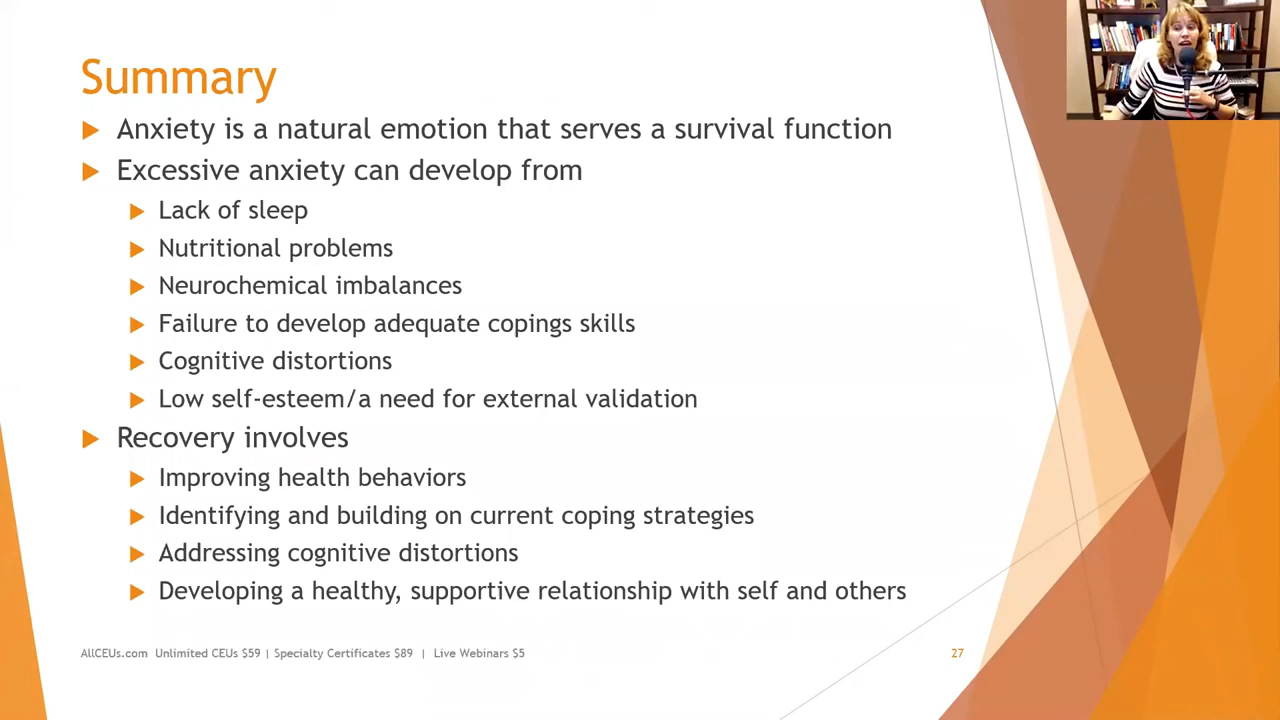 Summary
Anxiety is a natural emotion that serves a survival function
Excessive anxiety can develop from
Lack of sleep
Nutritional problems
Neurochemical imbalances
Failure to develop adequate copings skills
Cognitive distortions
Low self-esteem/a need for external validation
Recovery involves
Improving health behaviors
Identifying and building on current coping strategies
Addressing cognitive distortions
Developing a healthy, supportive relationship with self and others
AllCEUs.com Unlimited CEUs $59 | Specialty Certificates $89 | Live Webinars $5
27